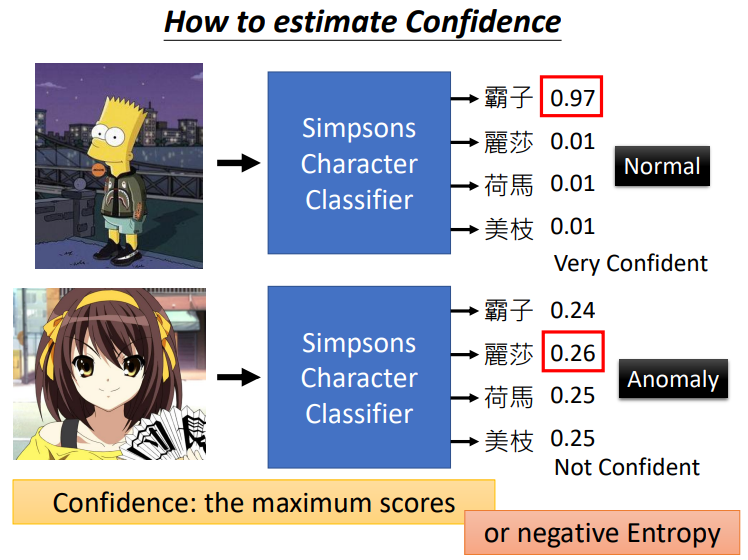 How to estimate Confidence
Simpsons
Character
Classifier
霸子 0.97
麗莎 0.01
荷馬 0.01
美枝 0.01
Normal
Very Confident
Simpsons
Character
Classifier
霸子 0.24
麗莎 0.26
荷馬 0.25
美枝 0.25
Anomaly
Not Confident
Confidence: the maximum scores
or negative Entropy